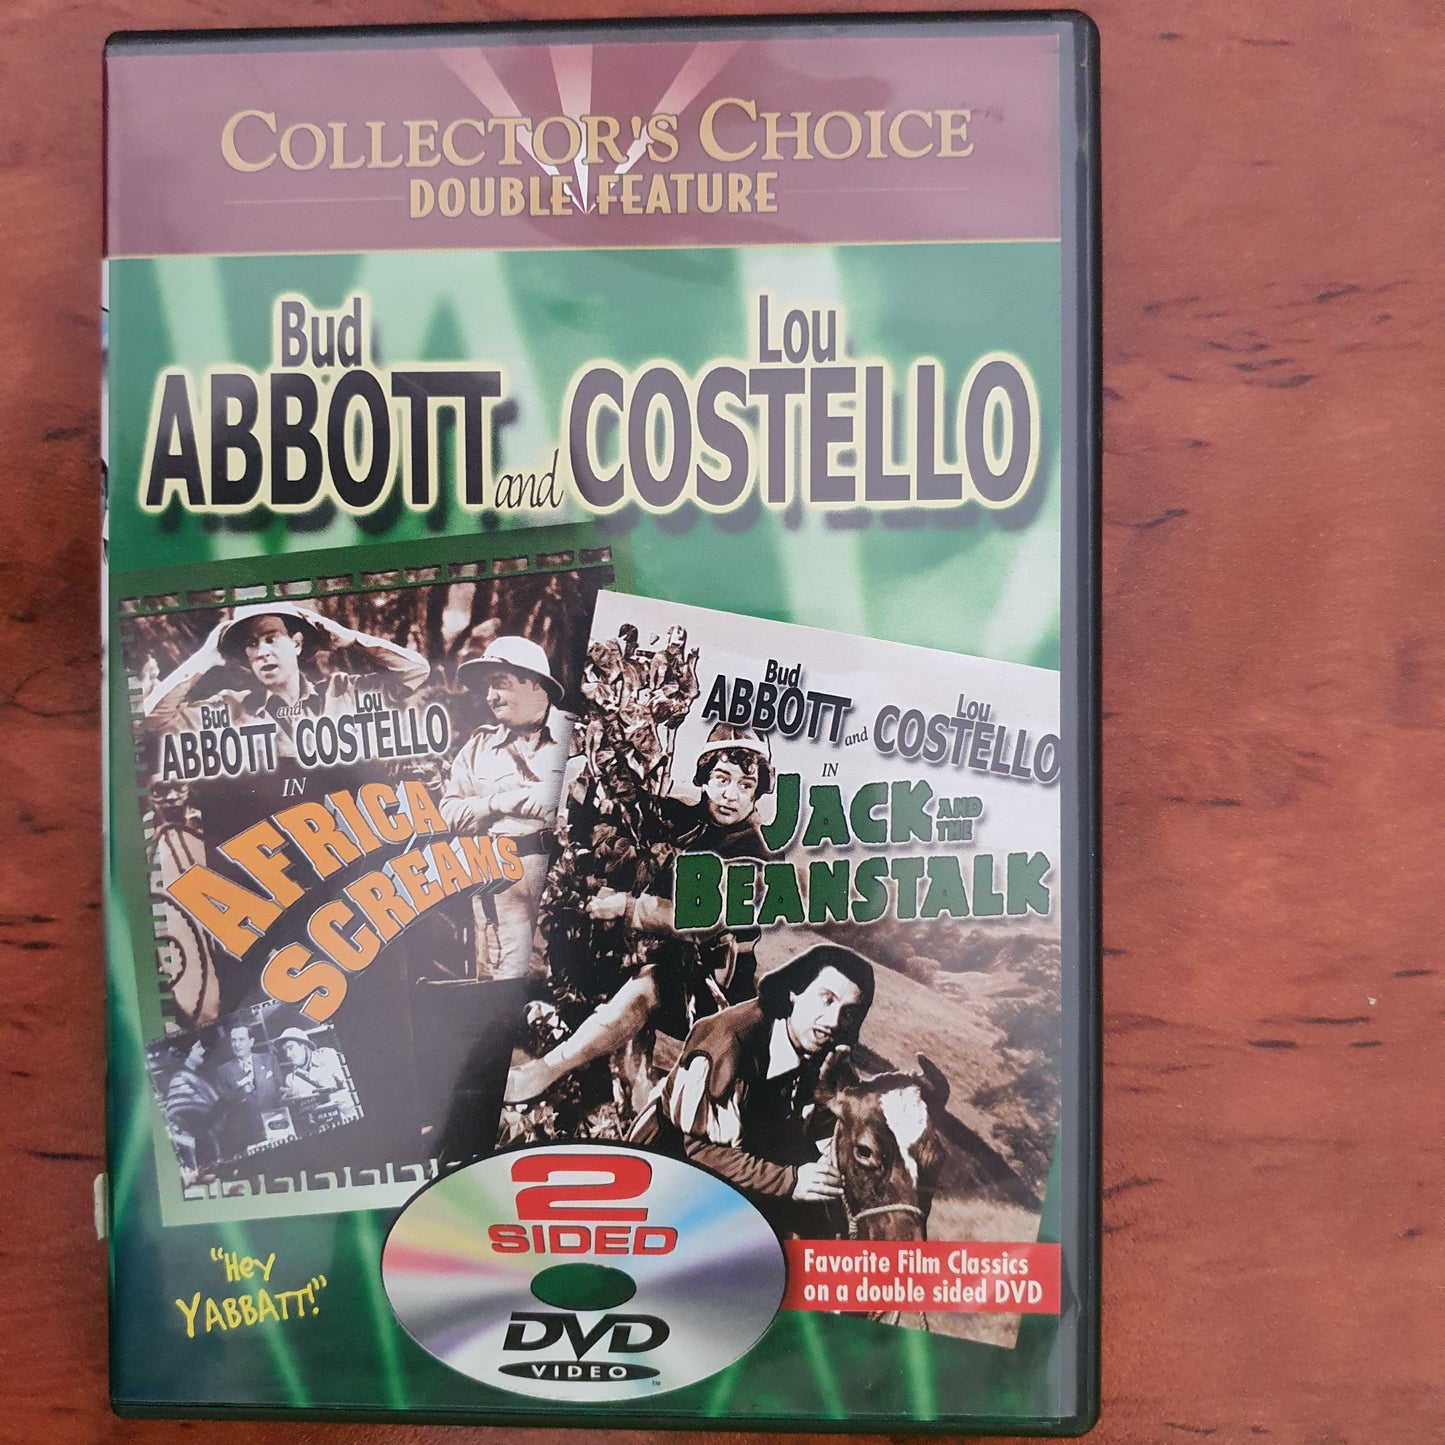 COLLECTOR'S CHOICE
DOUBLE FEATURE
Bud ABBOTT and Lou COSTELLO
Bud ABBOTT and Lou COSTELLO
IN
AFRICA
SCREAMS
Bud ABBOTT and Lou COSTELLO
IN
JACK AND THE
BEANSTALK
"HEY
YABBATT!"
2
SIDED
DVD
VIDEO
TM
Favorite Film Classics
on a double sided DVD